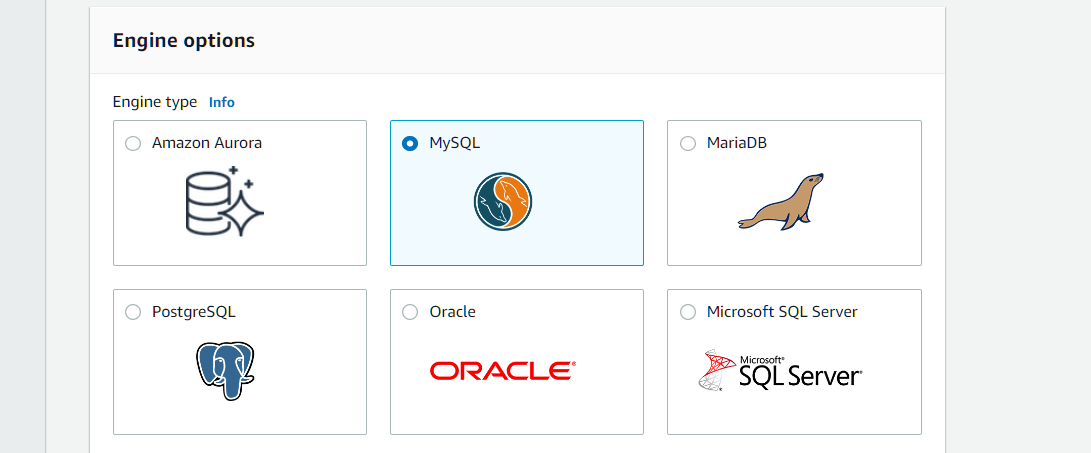 Engine options
Engine type Info
Amazon Aurora
MySQL
MariaDB
PostgreSQL
Oracle
ORACLE®
Microsoft SQL Server
Microsoft®
SQL Server®